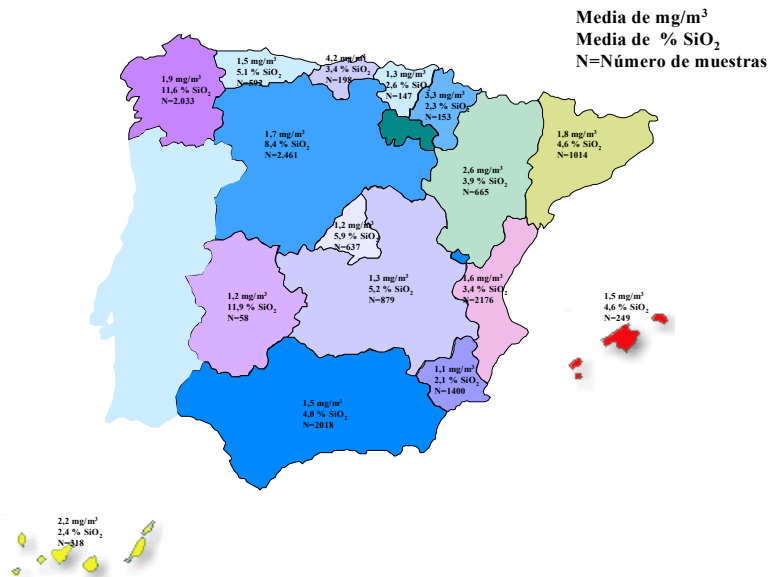 Media de mg/m³
Media de % SiO₂
N=Número de muestras
1,9 mg/m³
11,6 % SiO₂
N=2.033
1,5 mg/m³
5.1 % SiO₂
N=592
4,2 mg/m³
3,4 % SiO₂
N=198
1,3 mg/m³
2,6 % SiO₂
N=147
3,3 mg/m³
2,3 % SiO₂
N=153
1,7 mg/m³
8,4 % SiO₂
N=2.461
2,6 mg/m³
3,9 % SiO₂
N=665
1,8 mg/m³
4,6 % SiO₂
N=1014
1,2 mg/m³
5,9 % SiO₂
N=637
1,3 mg/m³
5,2 % SiO₂
N=879
1,6 mg/m³
3,4 % SiO₂
N=2176
1,5 mg/m³
4,6 % SiO₂
N=249
1,2 mg/m³
11,9 % SiO₂
N=58
1,1 mg/m³
2,1 % SiO₂
N=1400
1,5 mg/m³
4,0 % SiO₂
N=2018
2,2 mg/m³
2,4 % SiO₂
N=318